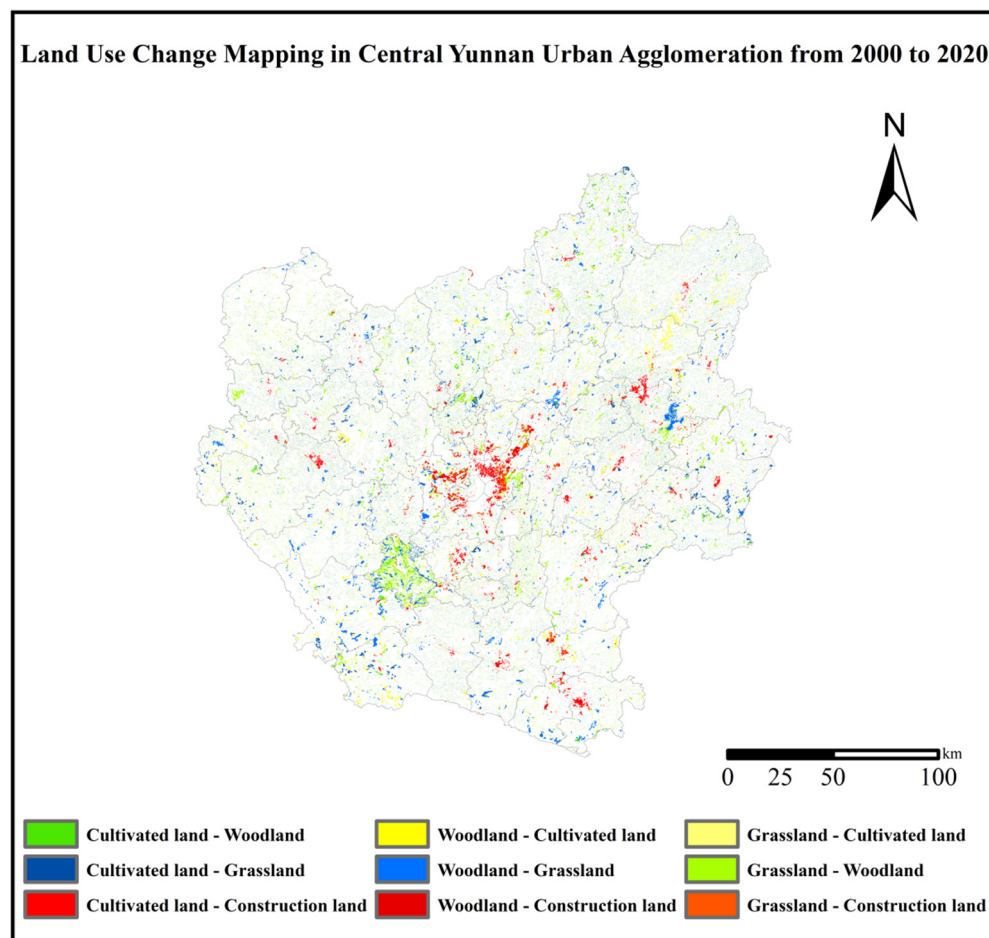 Land Use Change Mapping in Central Yunnan Urban Agglomeration from 2000 to 2020
N
km
0 25 50 100
Cultivated land - Woodland
Woodland - Cultivated land
Grassland - Cultivated land
Cultivated land - Grassland
Woodland - Grassland
Grassland - Woodland
Cultivated land - Construction land
Woodland - Construction land
Grassland - Construction land